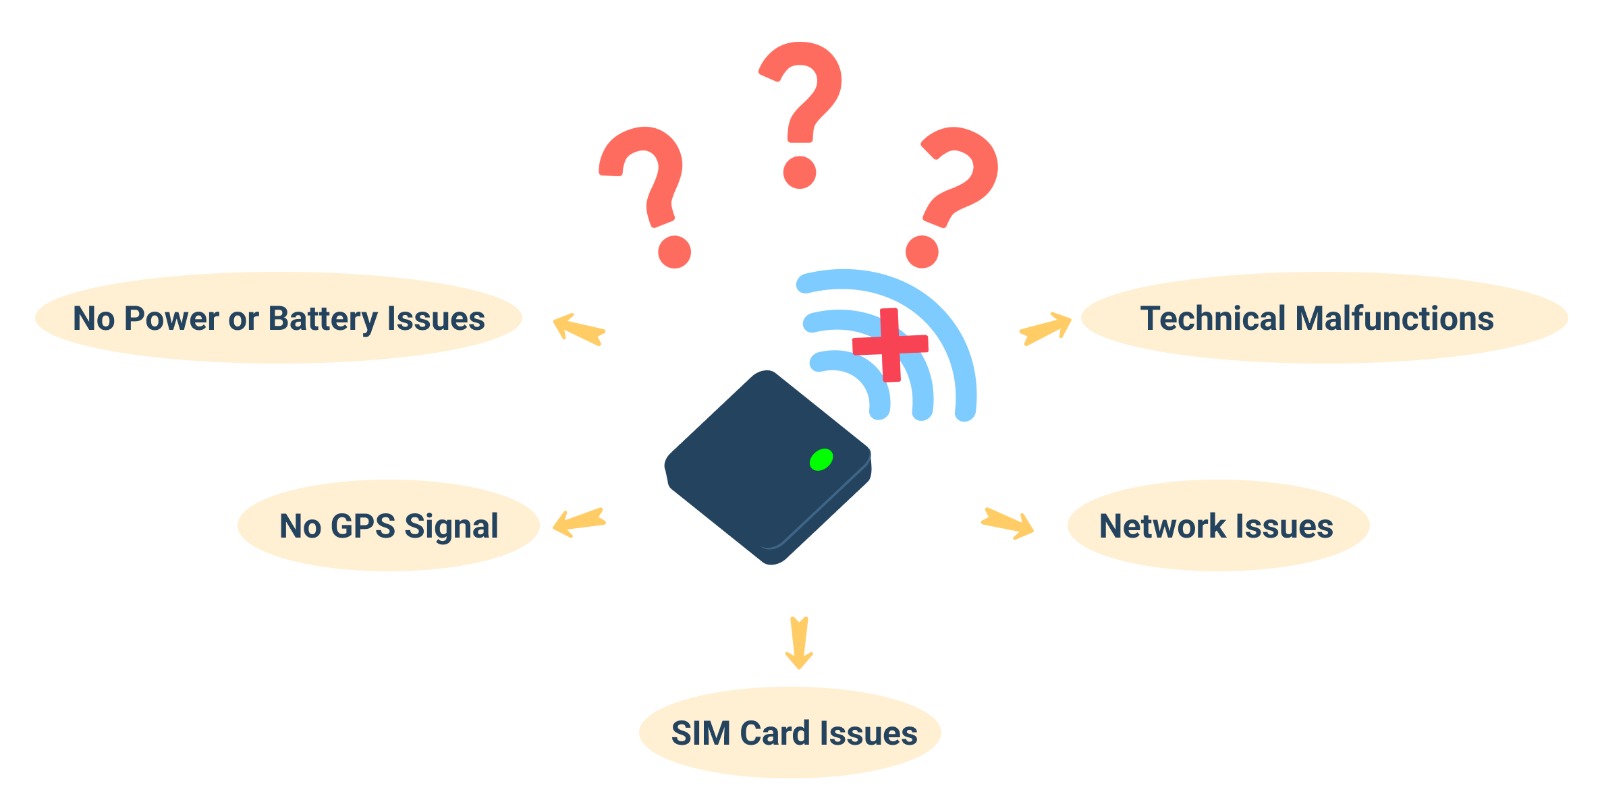 No Power or Battery Issues
Technical Malfunctions
No GPS Signal
Network Issues
SIM Card Issues